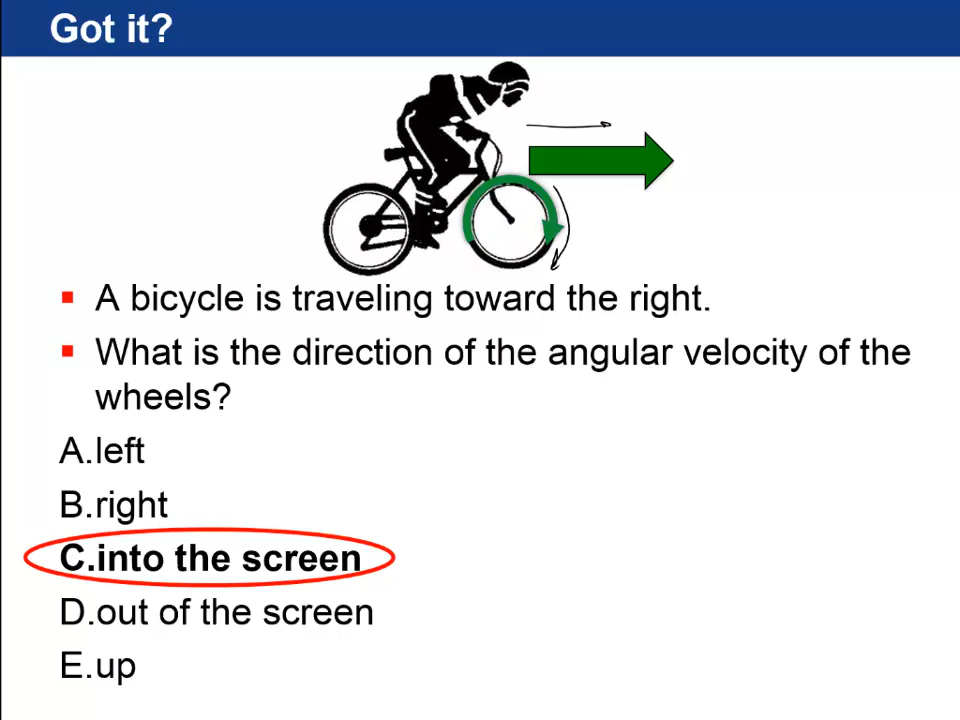 Got it?
A bicycle is traveling toward the right.
What is the direction of the angular velocity of the
wheels?
A.left
B.right
C.into the screen
D.out of the screen
E.up